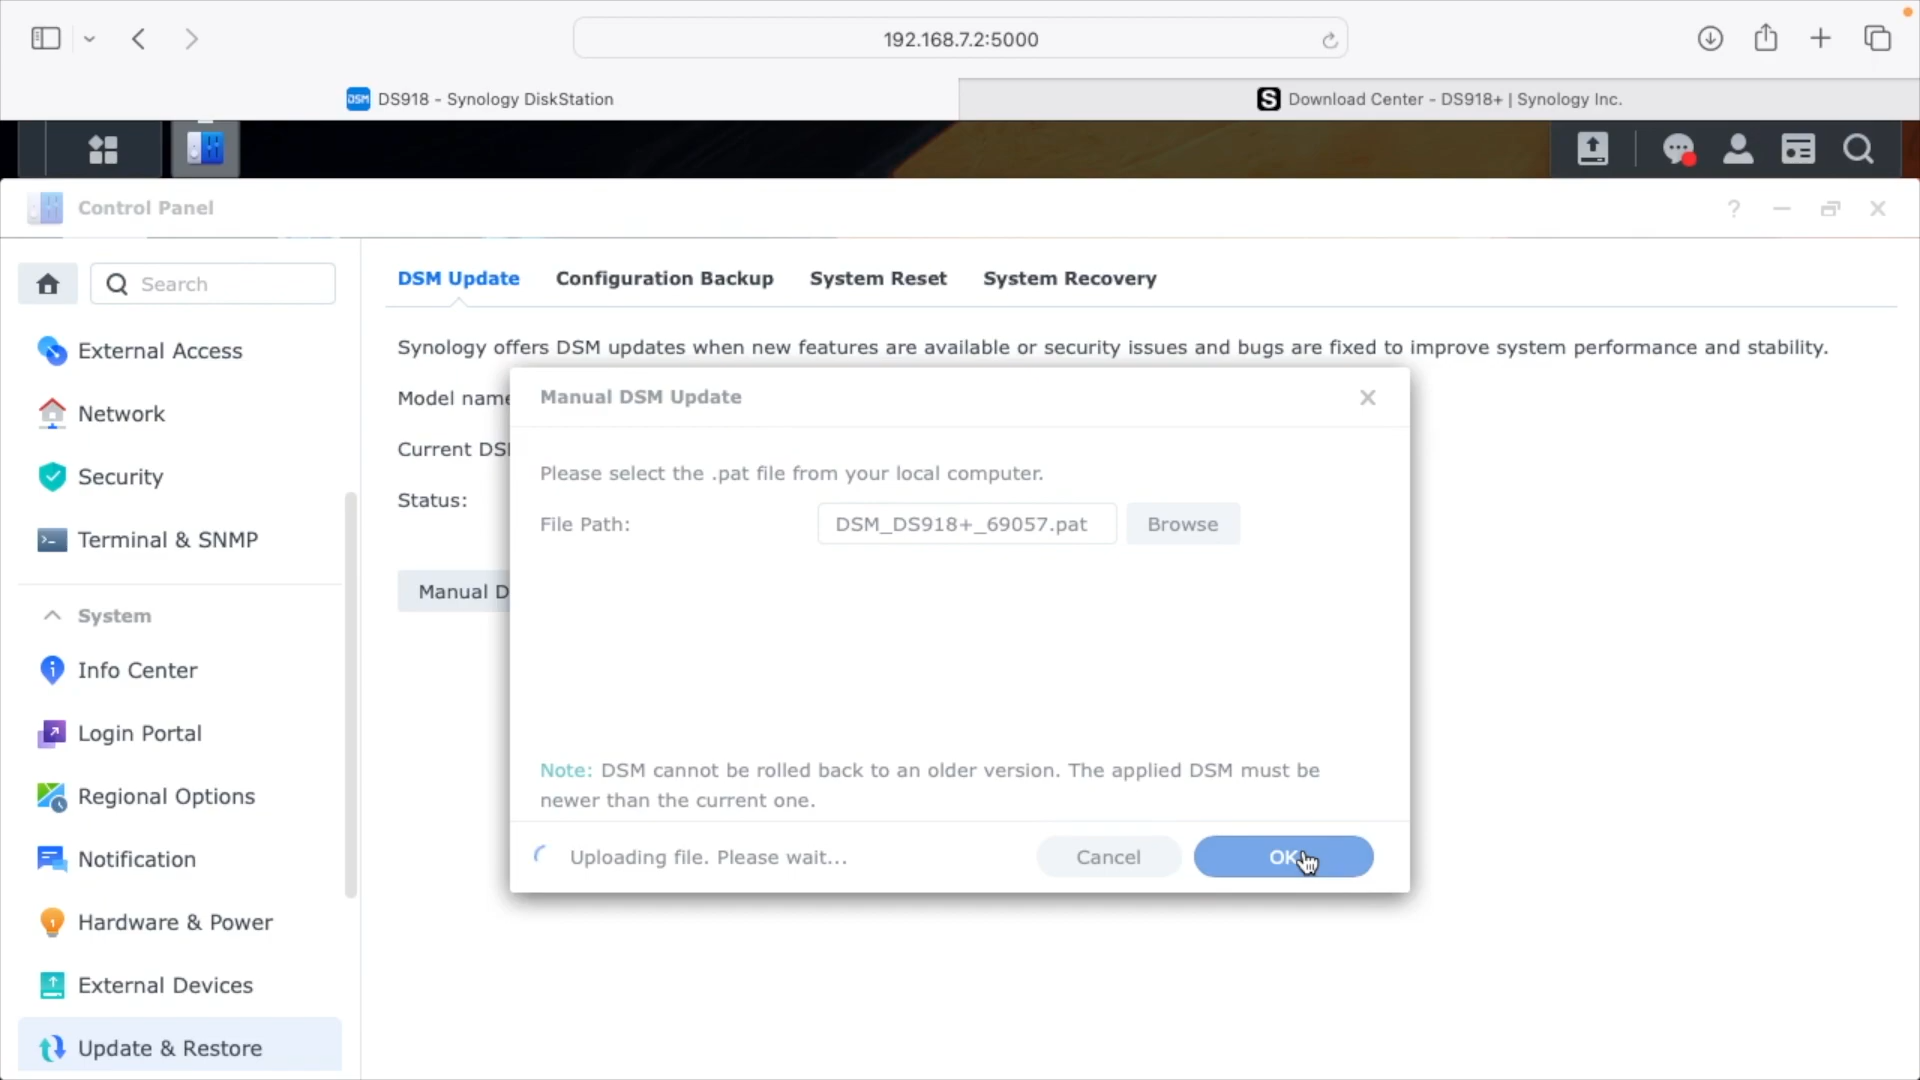 192.168.7.2:5000
DSM DS918 - Synology DiskStation
S Download Center - DS918+ | Synology Inc.
Control Panel
?
Search
DSM Update Configuration Backup System Reset System Recovery
External Access
Network
Security
Terminal & SNMP
System
Info Center
Login Portal
Regional Options
Notification
Hardware & Power
External Devices
Update & Restore
Synology offers DSM updates when new features are available or security issues and bugs are fixed to improve system performance and stability.
Model name
Current DS
Status:
Manual D
Manual DSM Update
Please select the .pat file from your local computer.
File Path: DSM_DS918+_69057.pat Browse
Note: DSM cannot be rolled back to an older version. The applied DSM must be
newer than the current one.
Uploading file. Please wait... Cancel OK